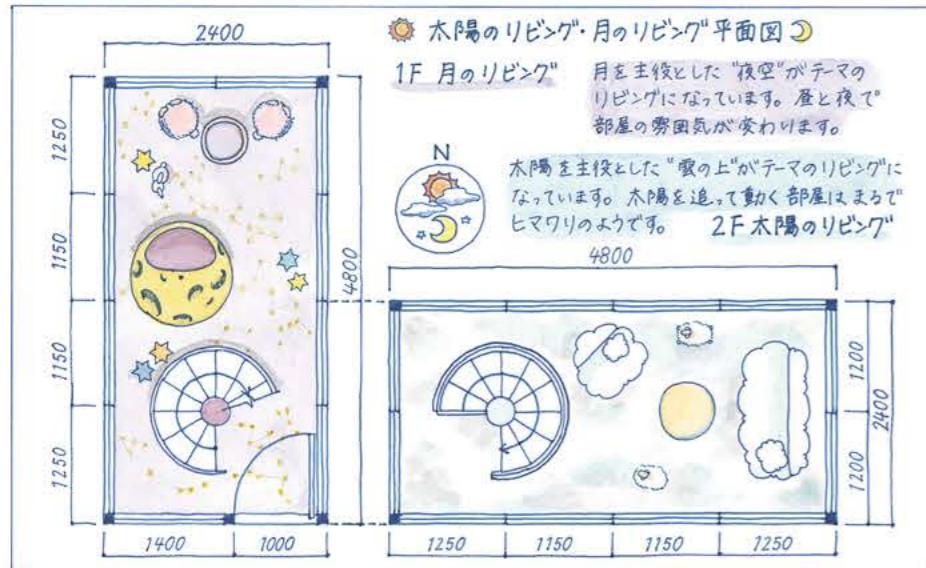 太陽のリビング・月のリビング平面図
1F 月のリビング
月を主役とした“夜空”がテーマの
リビングになっています。昼と夜で
部屋の雰囲気が変わります。
N
太陽を主役とした“雲の上”がテーマのリビングに
なっています。太陽を追って動く部屋はまるで
ヒマワリのようです。
2F 太陽のリビング
2400
1250
1150
1150
1250
4800
1400
1000
4800
1200
1200
2400
1250
1150
1150
1250